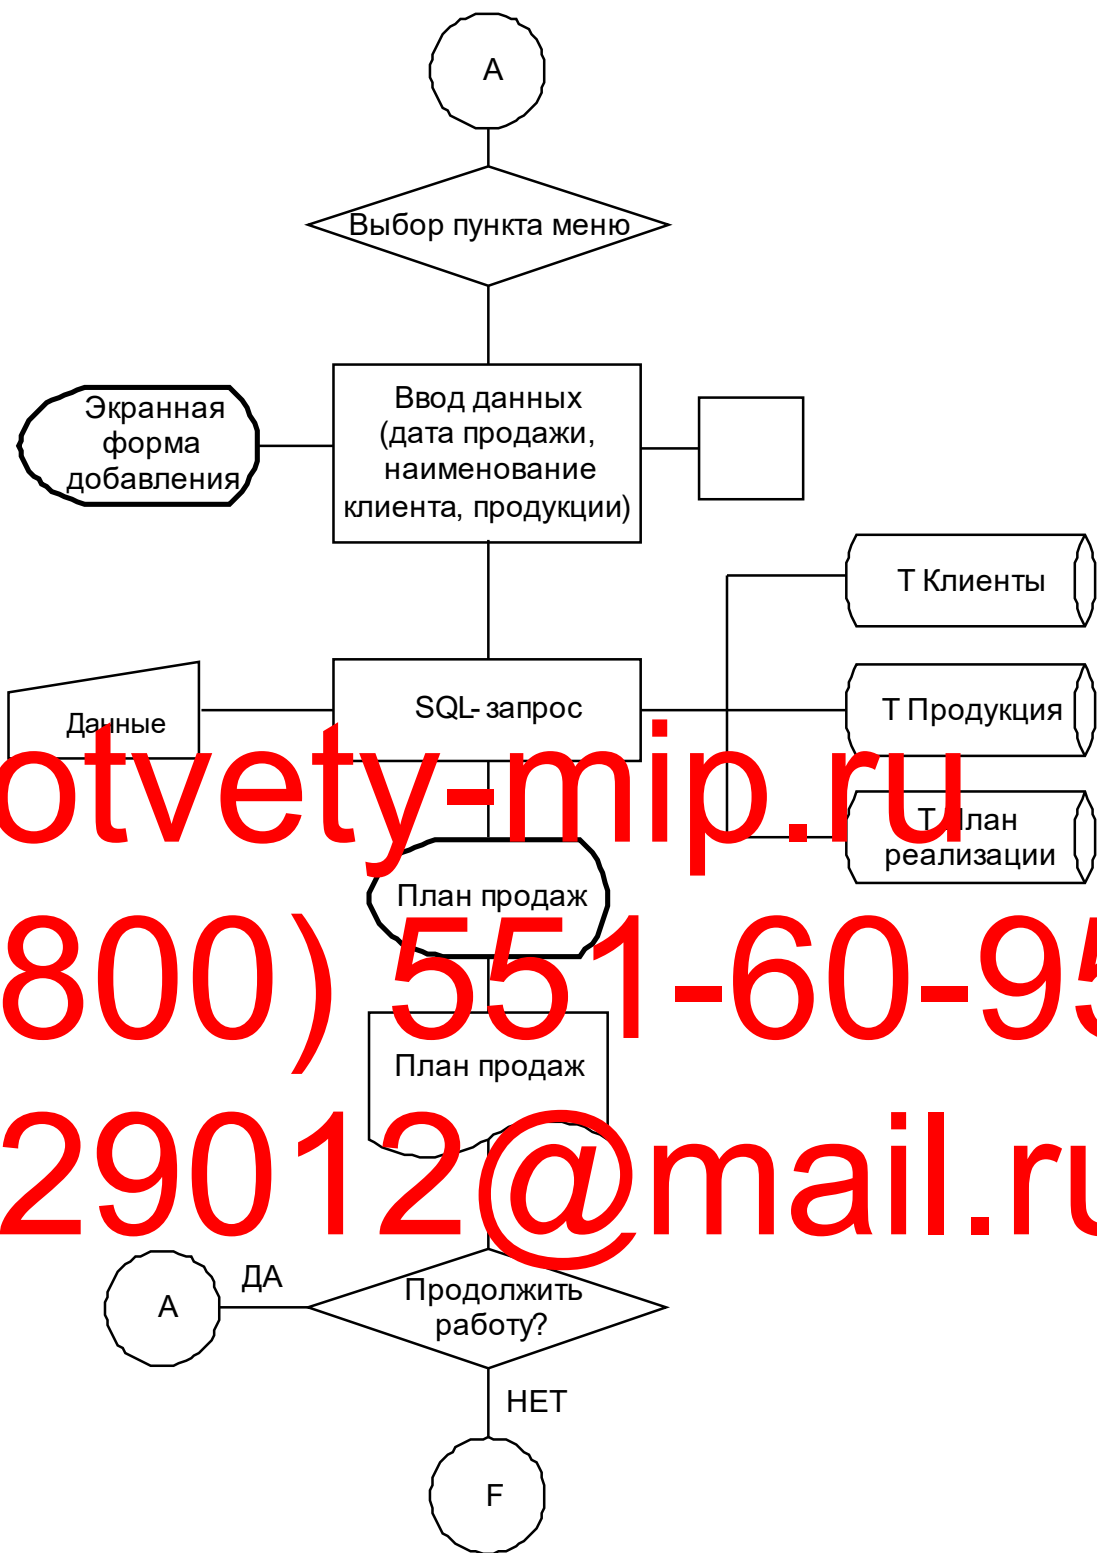 А
Выбор пункта меню
Экранная
форма
добавления
Ввод данных
(дата продажи,
наименование
клиента, продукции)
Т Клиенты
Данные
SQL-запрос
Т Продукция
otvety-mip.ru
Т План
реализации
План продаж
800) 551-60-95
План продаж
29012@mail.ru
А
ДА
Продолжить
работу?
НЕТ
F